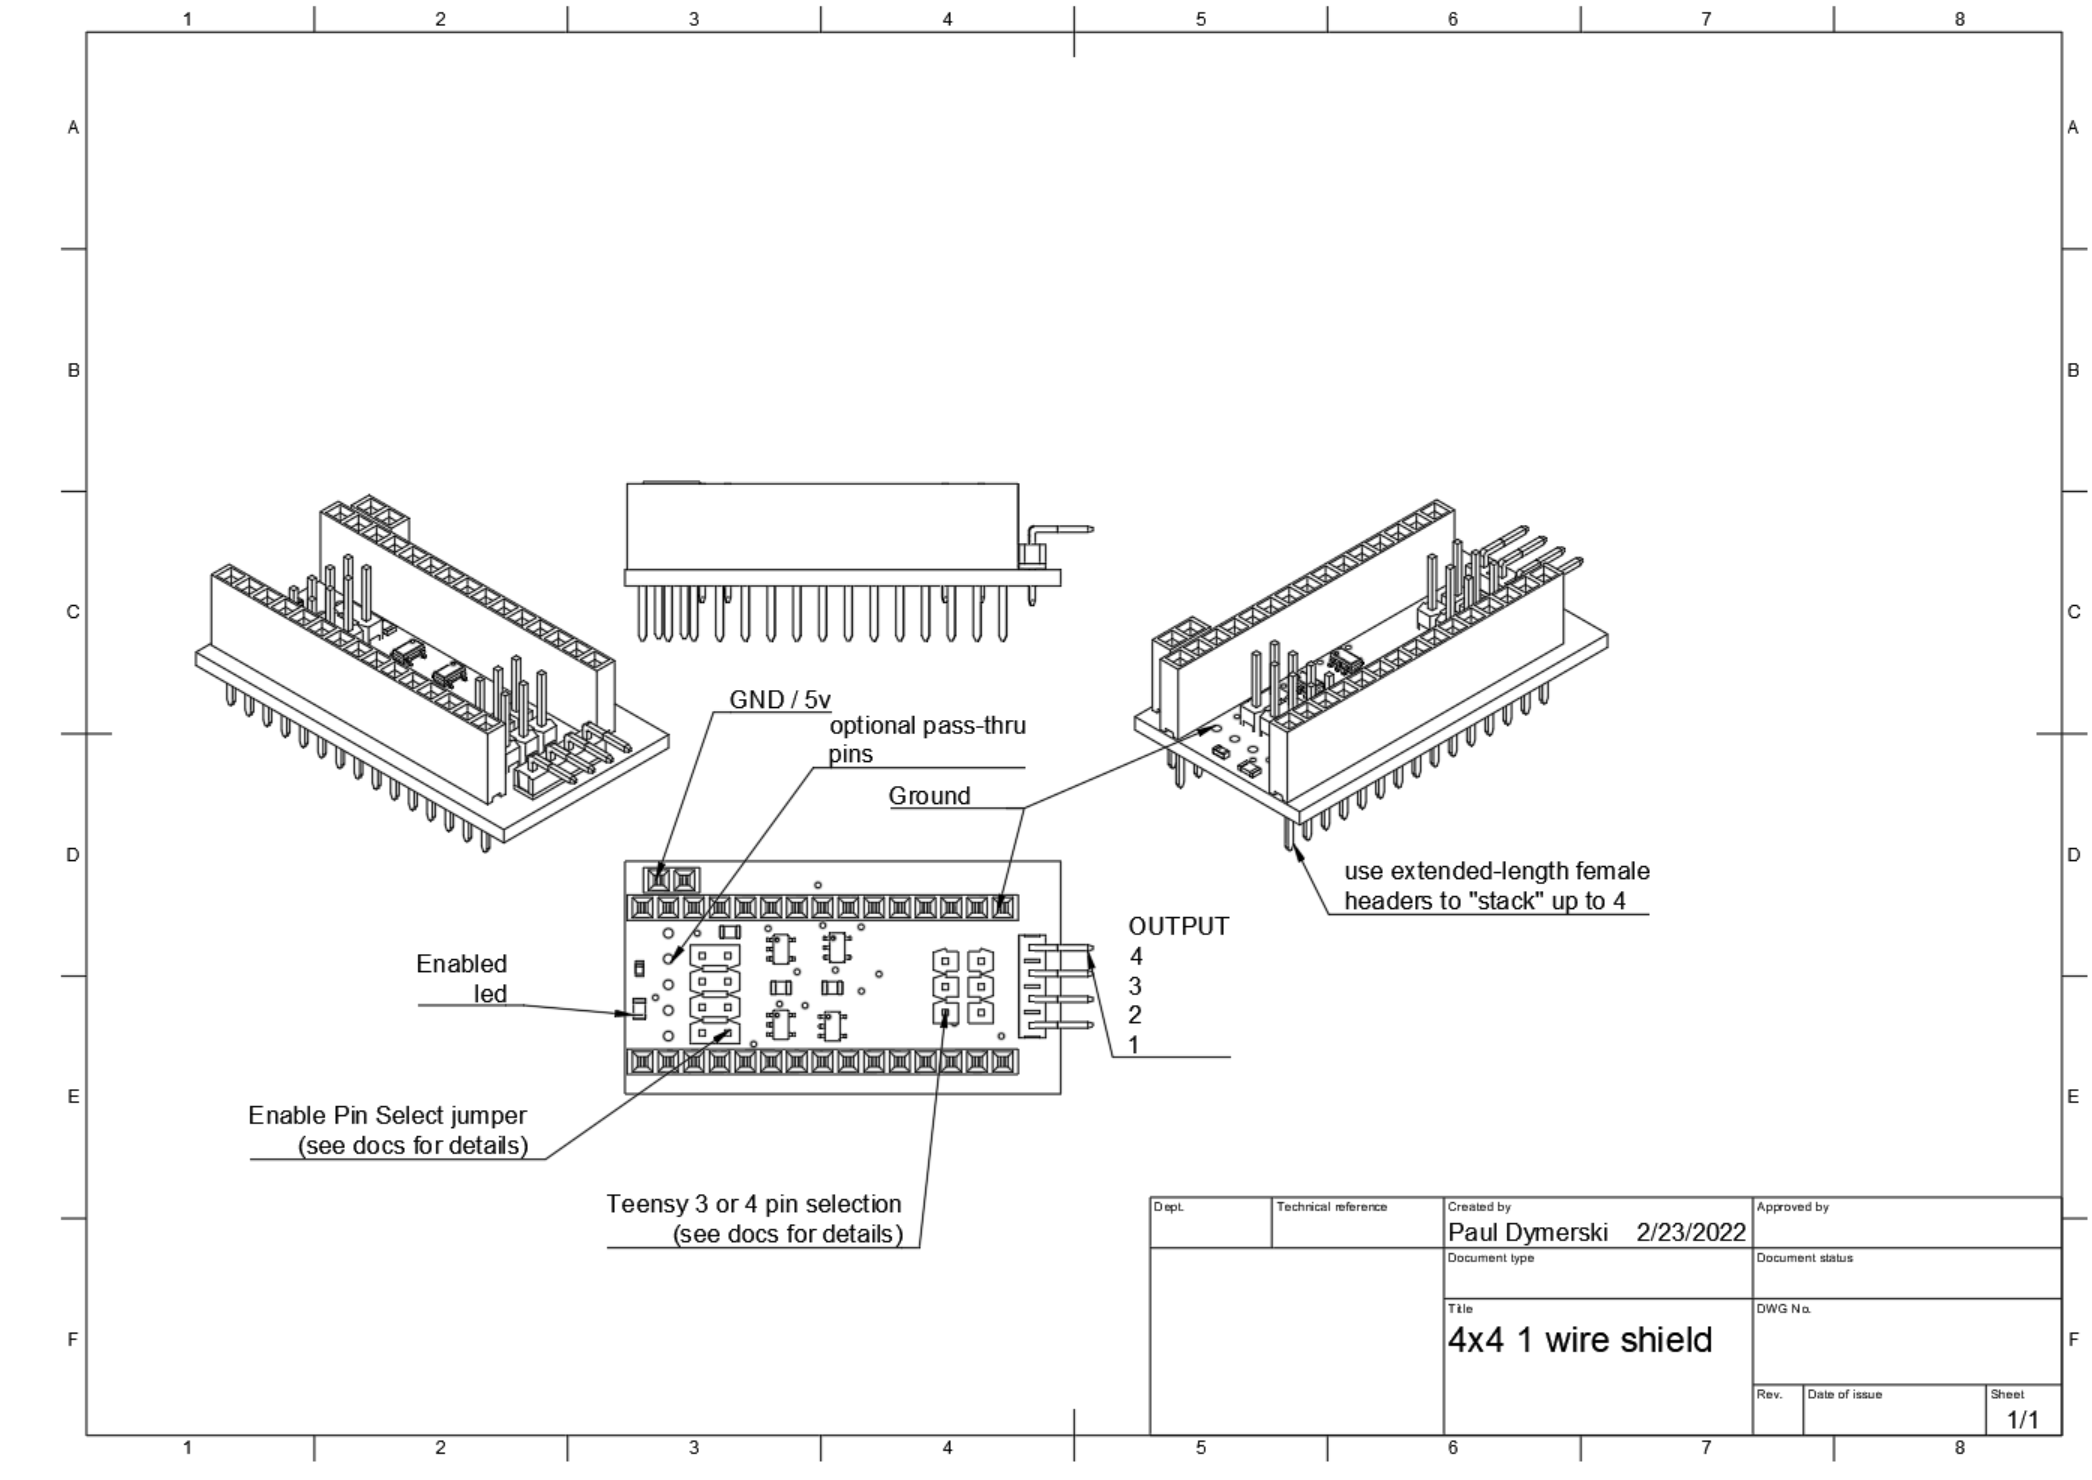 1 2 3 4 5 6 7 8
A A
B B
C C
GND / 5v
optional pass-thru
pins
Ground
D D
use extended-length female
headers to "stack" up to 4
OUTPUT
4
3
2
1
Enabled
led
E E
Enable Pin Select jumper
(see docs for details)
Teensy 3 or 4 pin selection
(see docs for details)
Dept. Technical reference Created by Approved by
Paul Dymerski 2/23/2022
Document type Document status
Title DWG No.
4x4 1 wire shield
F F
Rev. Date of issue Sheet
1/1
1 2 3 4 5 6 7 8